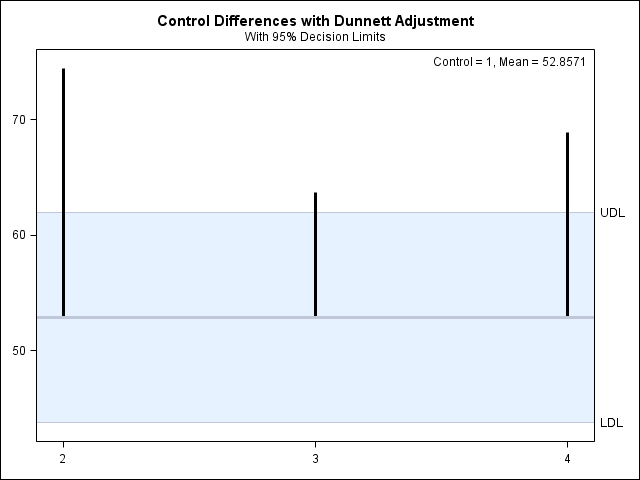 Control Differences with Dunnett Adjustment
With 95% Decision Limits
Control = 1, Mean = 52.8571
70
UDL
60
50
LDL
2 3 4